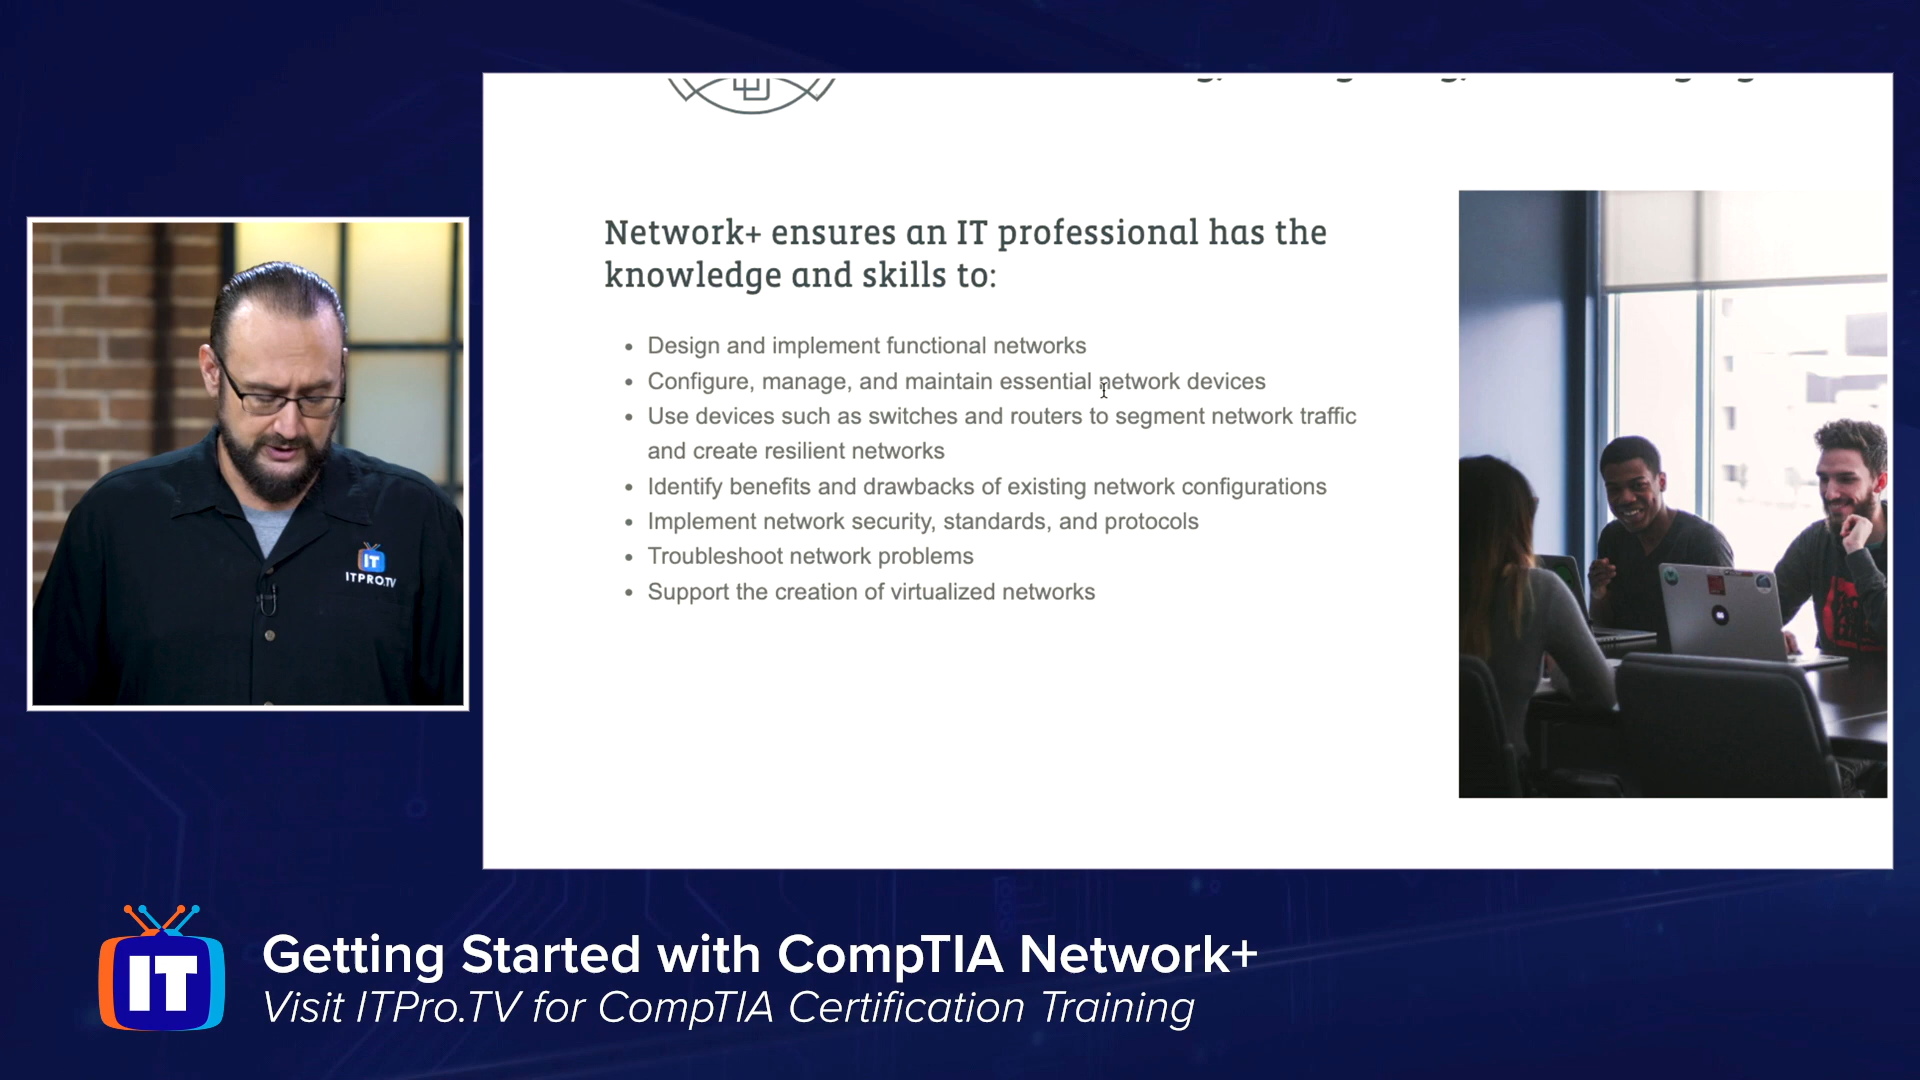 Network+ ensures an IT professional has the
knowledge and skills to:
Design and implement functional networks
Configure, manage, and maintain essential network devices
Use devices such as switches and routers to segment network traffic
and create resilient networks
Identify benefits and drawbacks of existing network configurations
Implement network security, standards, and protocols
Troubleshoot network problems
Support the creation of virtualized networks
IT
ITPRO.TV
IT
Getting Started with CompTIA Network+
Visit ITPro.TV for CompTIA Certification Training